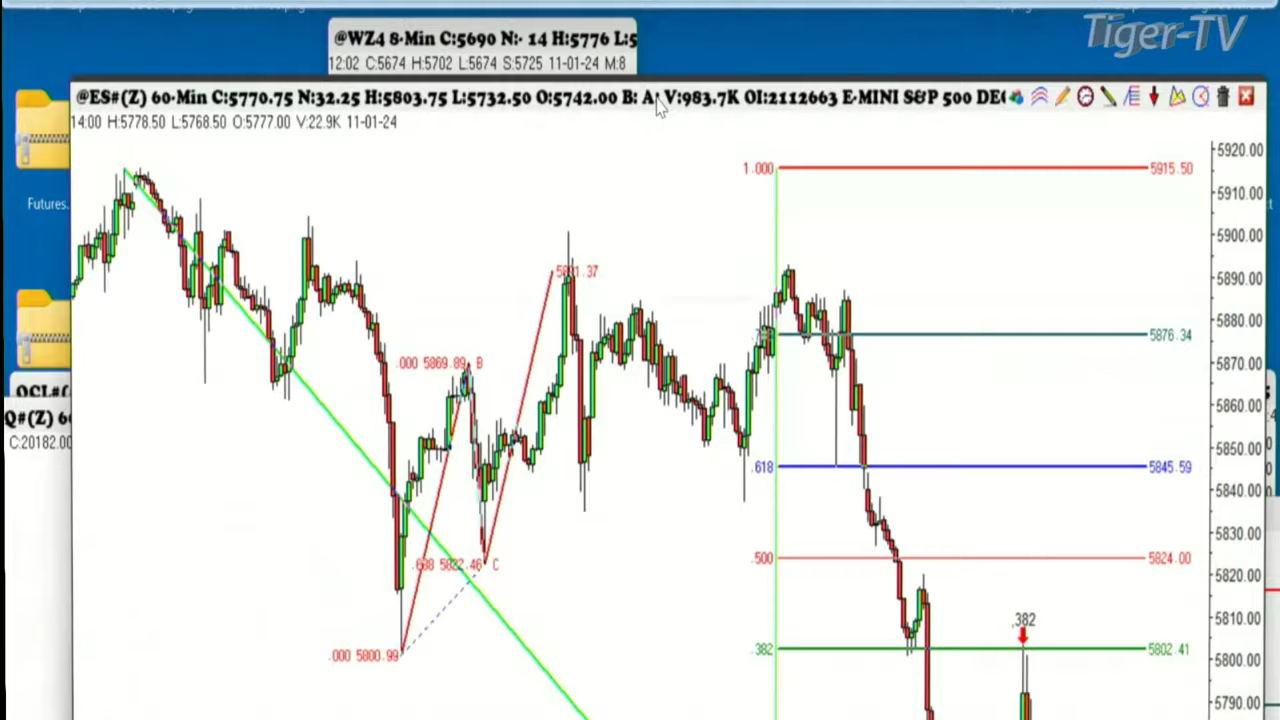 Tiger-TV
@WZ4 8-Min C:5690 N:- 14 H:5776 L:5
12:02 C:5674 H:5702 L:5674 S:5725 11-01-24 M:8
@ES#(Z) 60-Min C:5770.75 N:32.25 H:5803.75 L:5732.50 O:5742.00 B: A: V:983.7K OI:2112663 E-MINI S&P 500 DEC
14:00 H:5778.50 L:5768.50 O:5777.00 V:22.9K 11-01-24
5920.00
1.000 5915.50
5910.00
Futures.
5900.00
5890.00
5880.00
5876.34
.000 5869.89 B
5870.00
QCL#(
5860.00
Q#(Z) 60
C:20182.00
5850.00
.618 5845.59
5840.00
5830.00
.500 5824.00
5822.46 C
5820.00
5810.00
.382
.382 5802.41
.000 5800.99
5800.00
5790.00